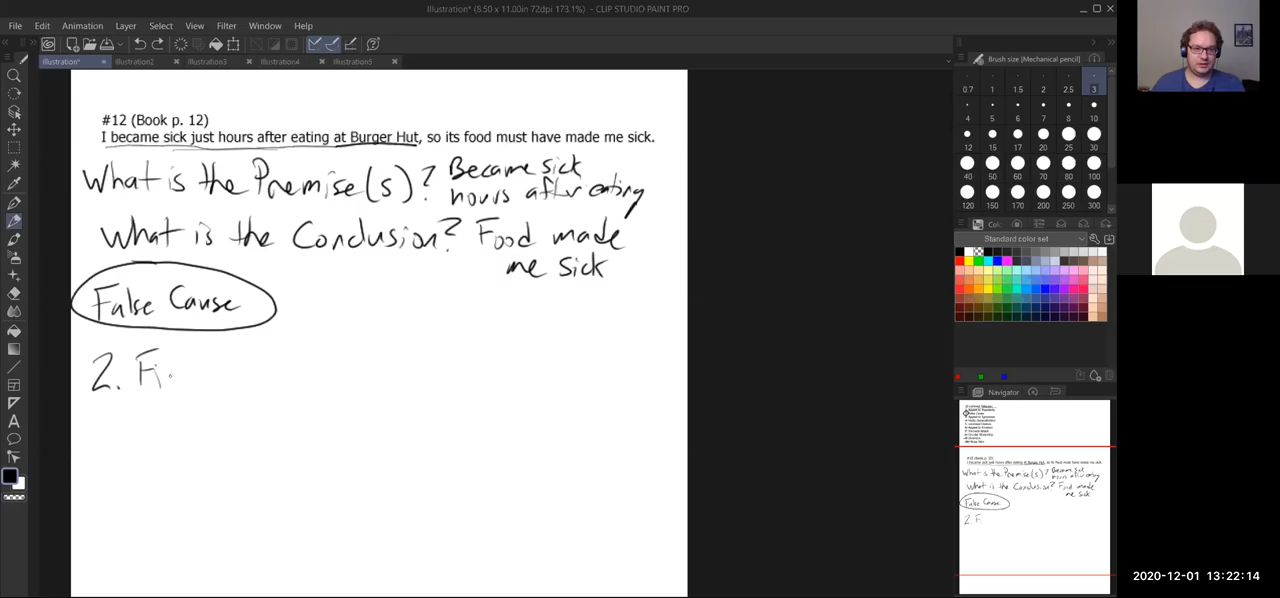 Illustration* (8.50 x 11.00in 72dpi 173.1%) - CLIP STUDIO PAINT PRO
File Edit Animation Layer Select View Filter Window Help
Illustration* Illustration2 Illustration3 Illustration4 Illustration5
Brush size [Mechanical pencil]
0.7 1 1.5 2 2.5 3
4 5 6 7 8 10
12 15 17 20 25 30
40 50 60 70 80 100
120 150 170 200 250 300
Standard color set
Navigator
#12 (Book p. 12)
I became sick just hours after eating at Burger Hut, so its food must have made me sick.
What is the Premise(s)? Became sick
hours after eating
What is the Conclusion? Food made
me sick
False Cause
2. Fi
2020-12-01 13:22:14